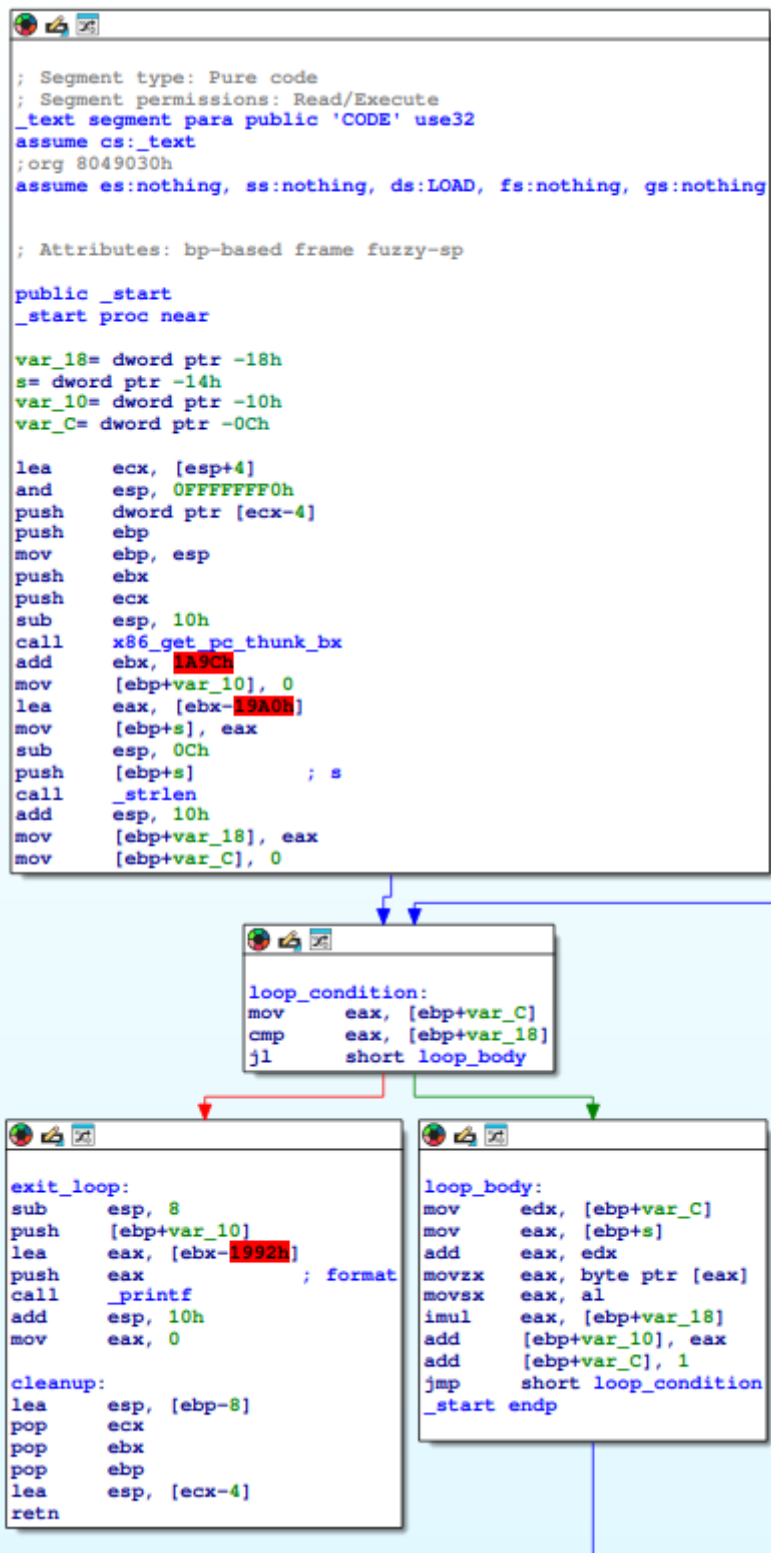 ; Segment type: Pure code
; Segment permissions: Read/Execute
_text segment para public 'CODE' use32
assume cs:_text
;org 8049030h
assume es:nothing, ss:nothing, ds:LOAD, fs:nothing, gs:nothing
; Attributes: bp-based frame fuzzy-sp
public _start
_start proc near
var_18= dword ptr -18h
s= dword ptr -14h
var_10= dword ptr -10h
var_C= dword ptr -0Ch
lea     ecx, [esp+4]
and     esp, 0FFFFFFF0h
push    dword ptr [ecx-4]
push    ebp
mov     ebp, esp
push    ebx
push    ecx
sub     esp, 10h
call    x86_get_pc_thunk_bx
add     ebx, 1A9Ch
mov     [ebp+var_10], 0
lea     eax, [ebx-19A0h]
mov     [ebp+s], eax
sub     esp, 0Ch
push    [ebp+s]         ; s
call    _strlen
add     esp, 10h
mov     [ebp+var_18], eax
mov     [ebp+var_C], 0
loop_condition:
mov     eax, [ebp+var_C]
cmp     eax, [ebp+var_18]
jl      short loop_body
exit_loop:
sub     esp, 8
push    [ebp+var_10]
lea     eax, [ebx-1992h]
push    eax             ; format
call    _printf
add     esp, 10h
mov     eax, 0
cleanup:
lea     esp, [ebp-8]
pop     ecx
pop     ebx
pop     ebp
lea     esp, [ecx-4]
retn
loop_body:
mov     edx, [ebp+var_C]
mov     eax, [ebp+s]
add     eax, edx
movzx   eax, byte ptr [eax]
movsx   eax, al
imul    eax, [ebp+var_18]
add     [ebp+var_10], eax
add     [ebp+var_C], 1
jmp     short loop_condition
_start endp